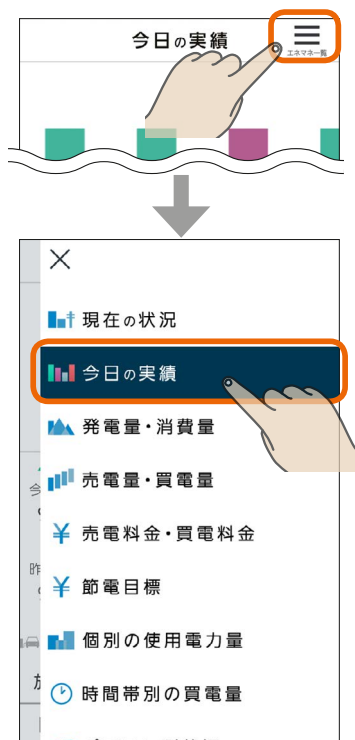 今日の実績
エネマネ一覧
現在の状況
今日の実績
発電量・消費量
売電量・買電量
今
売電料金・買電料金
昨
節電目標
個別の使用電力量
時間帯別の買電量